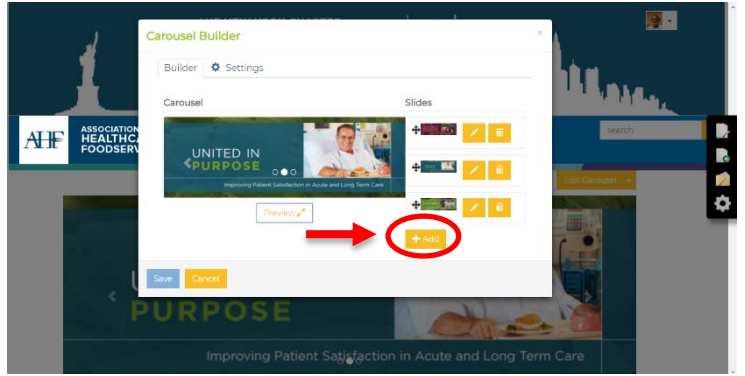 Carousel Builder
×
Builder
Settings
Carousel
Slides
UNITED IN
PURPOSE
Improving Patient Satisfaction in Acute and Long Term Care
Preview
+ Add
Save
Cancel
AHF
ASSOCIATION
HEALTHCA
FOODSERV
search
Edit Carousel
U
PURPOSE
Improving Patient Satisfaction in Acute and Long Term Care